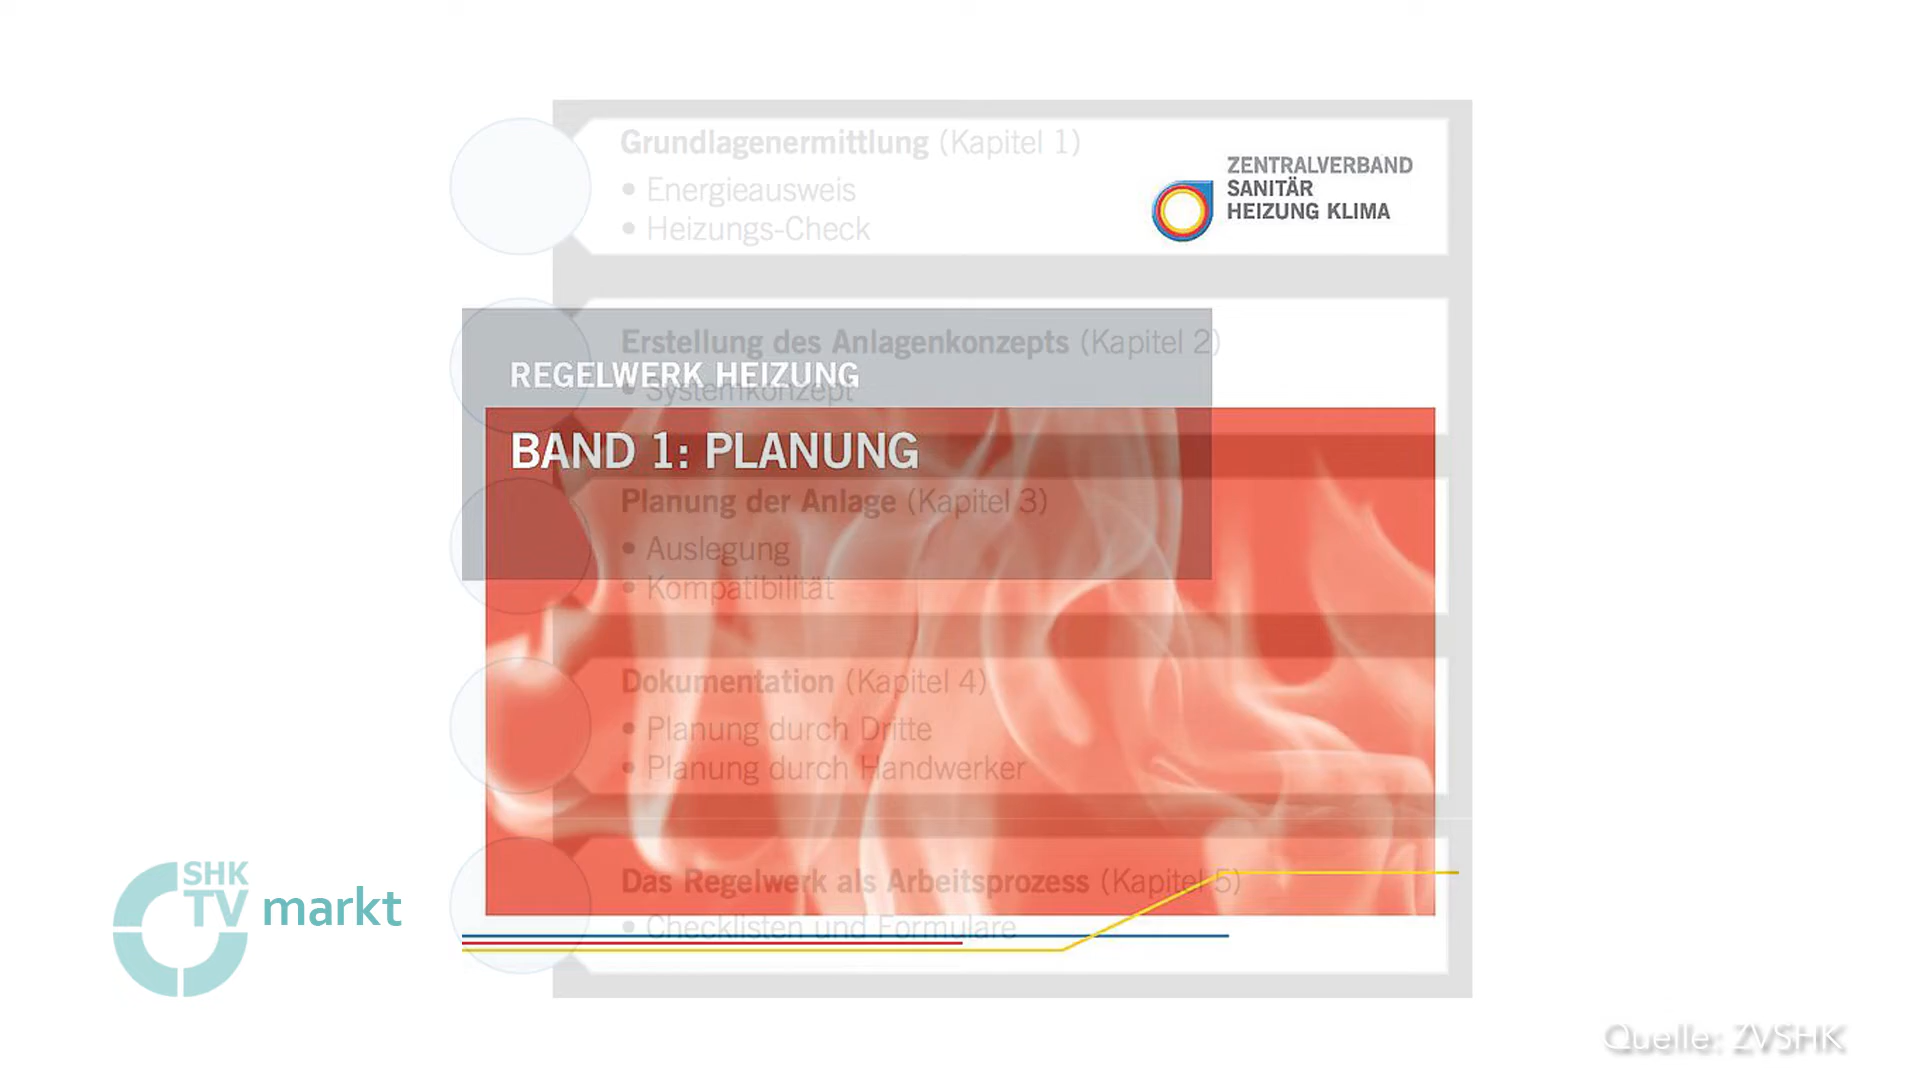 Grundlagenermittlung (Kapitel 1)
• Energieausweis
• Heizungs-Check
ZENTRALVERBAND
SANITÄR
HEIZUNG KLIMA
Erstellung des Anlagenkonzepts (Kapitel 2)
• Systemkonzept
REGELWERK HEIZUNG
BAND 1: PLANUNG
Planung der Anlage (Kapitel 3)
• Auslegung
• Kompatibilität
Dokumentation (Kapitel 4)
• Planung durch Dritte
• Planung durch Handwerker
Das Regelwerk als Arbeitsprozess (Kapitel 5)
• Checklisten und Formulare
SHK
TV
markt
Quelle: ZVSHK